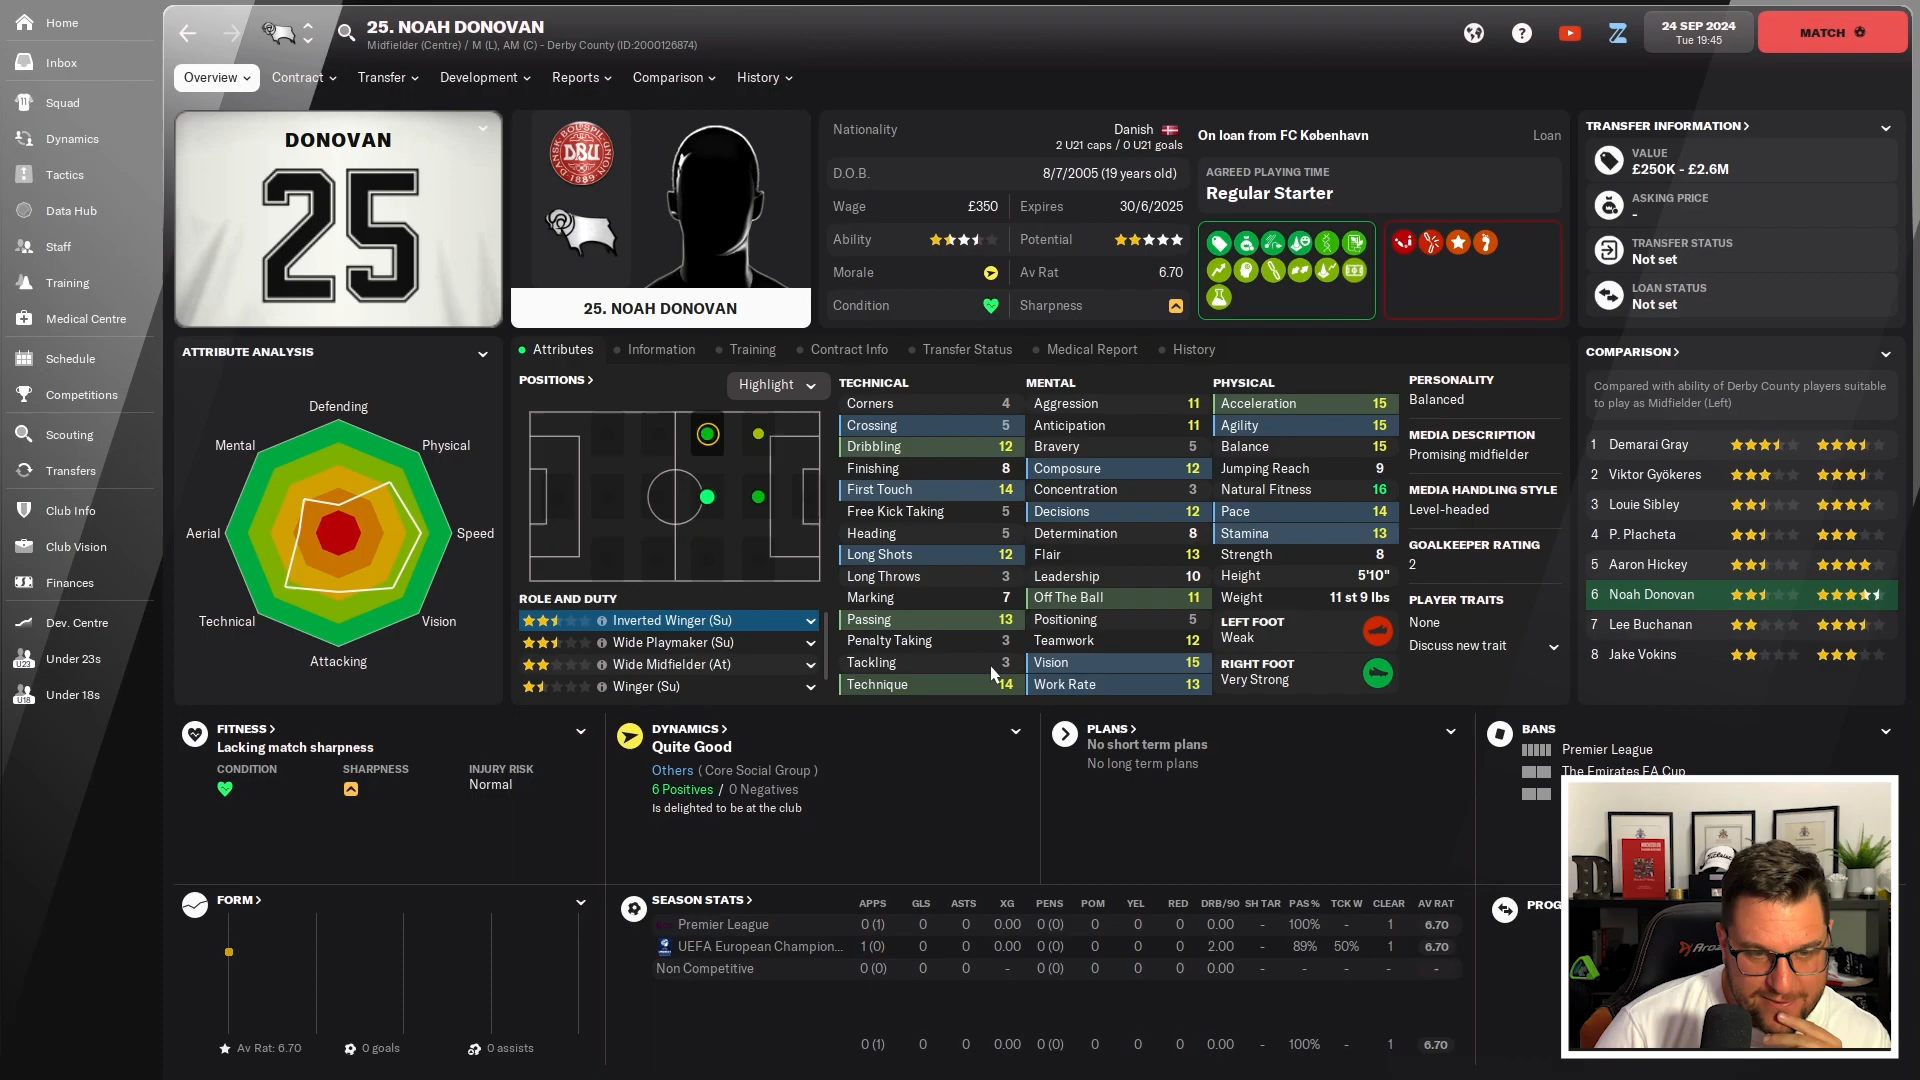 Home
Inbox
Squad
Dynamics
Tactics
Data Hub
Staff
Training
Medical Centre
Schedule
Competitions
Scouting
Transfers
Club Info
Club Vision
Finances
Dev. Centre
Under 23s
Under 18s
25. NOAH DONOVAN
Midfielder (Centre) / M (L), AM (C) - Derby County (ID:2000126874)
24 SEP 2024
Tue 19:45
MATCH
Overview
Contract
Transfer
Development
Reports
Comparison
History
DONOVAN
25
DBU
25. NOAH DONOVAN
Nationality Danish
2 U21 caps / 0 U21 goals
D.O.B. 8/7/2005 (19 years old)
Wage £350 Expires 30/6/2025
Ability Potential
Morale Av Rat 6.70
Condition Sharpness
On loan from FC København Loan
AGREED PLAYING TIME
Regular Starter
TRANSFER INFORMATION >
VALUE
£250K - £2.6M
ASKING PRICE
-
TRANSFER STATUS
Not set
LOAN STATUS
Not set
ATTRIBUTE ANALYSIS
Defending
Mental Physical
Aerial Speed
Technical Vision
Attacking
Attributes Information Training Contract Info Transfer Status Medical Report History
POSITIONS >
Highlight
ROLE AND DUTY
Inverted Winger (Su)
Wide Playmaker (Su)
Wide Midfielder (At)
Winger (Su)
TECHNICAL
Corners 4
Crossing 5
Dribbling 12
Finishing 8
First Touch 14
Free Kick Taking 5
Heading 5
Long Shots 12
Long Throws 3
Marking 7
Passing 13
Penalty Taking 3
Tackling 3
Technique 14
MENTAL
Aggression 11
Anticipation 11
Bravery 5
Composure 12
Concentration 3
Decisions 12
Determination 8
Flair 13
Leadership 10
Off The Ball 11
Positioning 5
Teamwork 12
Vision 15
Work Rate 13
PHYSICAL
Acceleration 15
Agility 15
Balance 15
Jumping Reach 9
Natural Fitness 16
Pace 14
Stamina 13
Strength 8
Height 5'10"
Weight 11 st 9 lbs
LEFT FOOT
Weak
RIGHT FOOT
Very Strong
PERSONALITY
Balanced
MEDIA DESCRIPTION
Promising midfielder
MEDIA HANDLING STYLE
Level-headed
GOALKEEPER RATING
2
PLAYER TRAITS
None
Discuss new trait
COMPARISON >
Compared with ability of Derby County players suitable
to play as Midfielder (Left)
1 Demarai Gray
2 Viktor Gyökeres
3 Louie Sibley
4 P. Placheta
5 Aaron Hickey
6 Noah Donovan
7 Lee Buchanan
8 Jake Vokins
FITNESS >
Lacking match sharpness
CONDITION SHARPNESS INJURY RISK
Normal
DYNAMICS >
Quite Good
Others ( Core Social Group )
6 Positives / 0 Negatives
Is delighted to be at the club
PLANS >
No short term plans
No long term plans
BANS
Premier League
The Emirates FA Cup
FORM >
Av Rat: 6.70 0 goals 0 assists
SEASON STATS > APPS GLS ASTS XG PENS POM YEL RED DRB/90 SH TAR PAS % TCK W CLEAR AV RAT
Premier League 0 (1) 0 0 0.00 0 (0) 0 0 0 0.00 - 100% - 1 6.70
UEFA European Champion... 1 (0) 0 0 0.00 0 (0) 0 0 0 2.00 - 89% 50% 1 6.70
Non Competitive 0 (0) 0 0 - 0 (0) 0 0 0 0.00 - - - - -
0 (1) 0 0 0.00 0 (0) 0 0 0 0.00 - 100% - 1 6.70
PROG